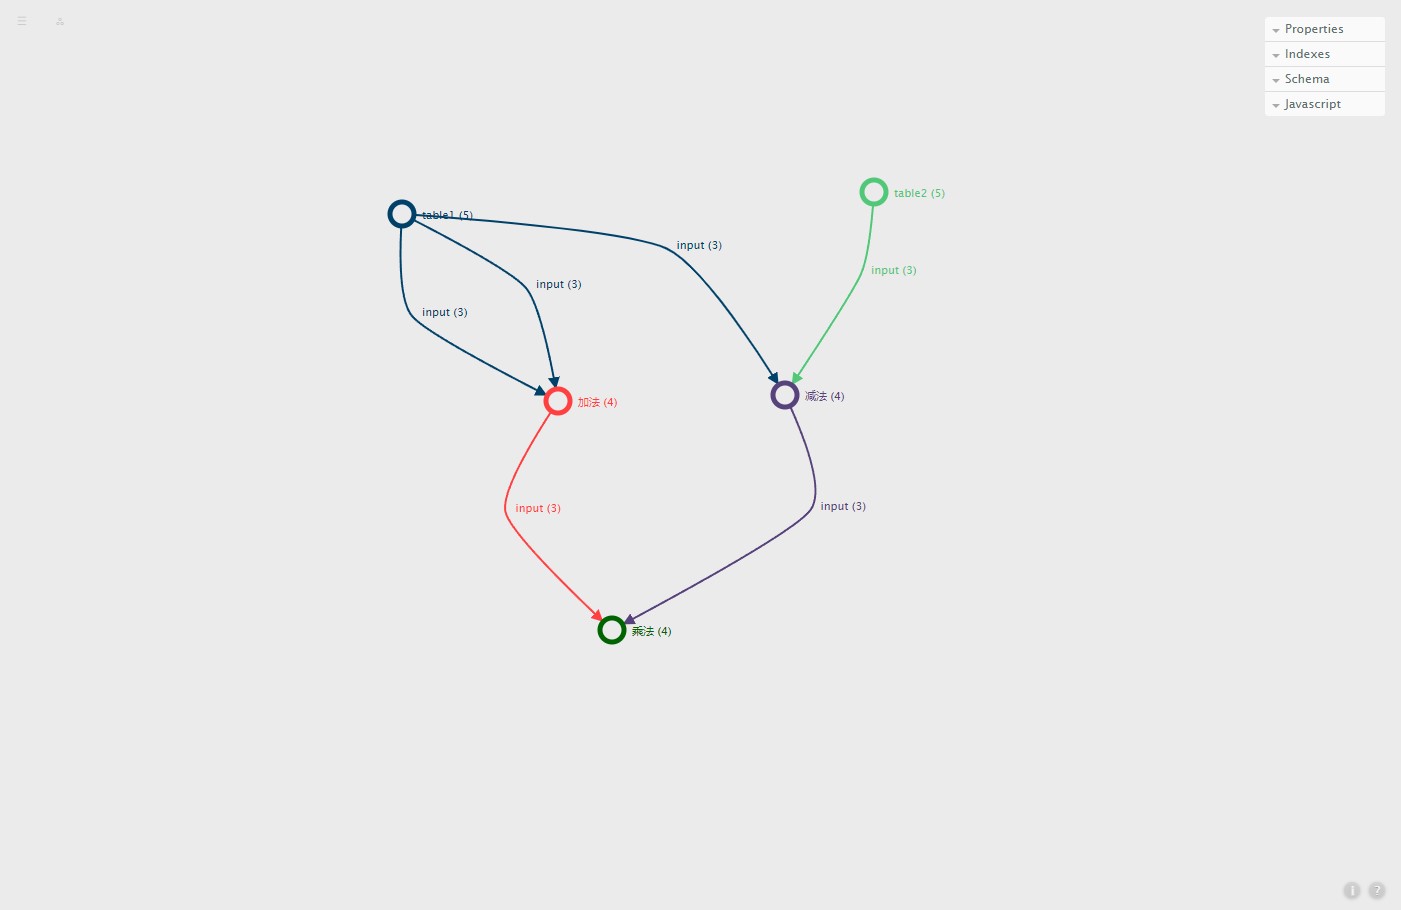 Properties
Indexes
Schema
Javascript
table2 (5)
table1 (5)
input (3)
input (3)
input (3)
input (3)
减法 (4)
加法 (4)
input (3)
input (3)
乘法 (4)
i
?